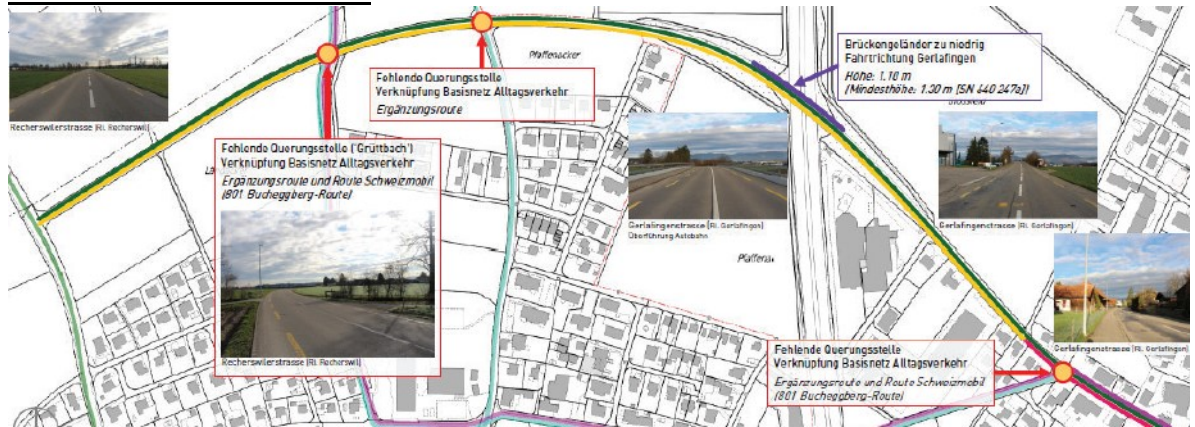 Recherswilerstrasse (Ri. Recherswil)
Fehlende Querungsstelle
Verknüpfung Basisnetz Alltagsverkehr
Ergänzungsroute
Pfaffenacker
Brückengeländer zu niedrig
Fahrtrichtung Gerlafingen
Höhe: 1.10 m
(Mindesthöhe: 1.30 m [SN 640 247a])
Fehlende Querungsstelle ('Grüttbach')
Verknüpfung Basisnetz Alltagsverkehr
Ergänzungsroute und Route Schweizmobil
(801 Bucheggberg-Route)
Recherswilerstrasse (Ri. Recherswil)
Gerlafingenstrasse (Ri. Gerlafingen)
Überführung Autobahn
Gerlafingenstrasse (Ri. Gerlafingen)
Gerlafingenstrasse (Ri. Gerlafingen)
Fehlende Querungsstelle
Verknüpfung Basisnetz Alltagsverkehr
Ergänzungsroute und Route Schweizmobil
(801 Bucheggberg-Route)